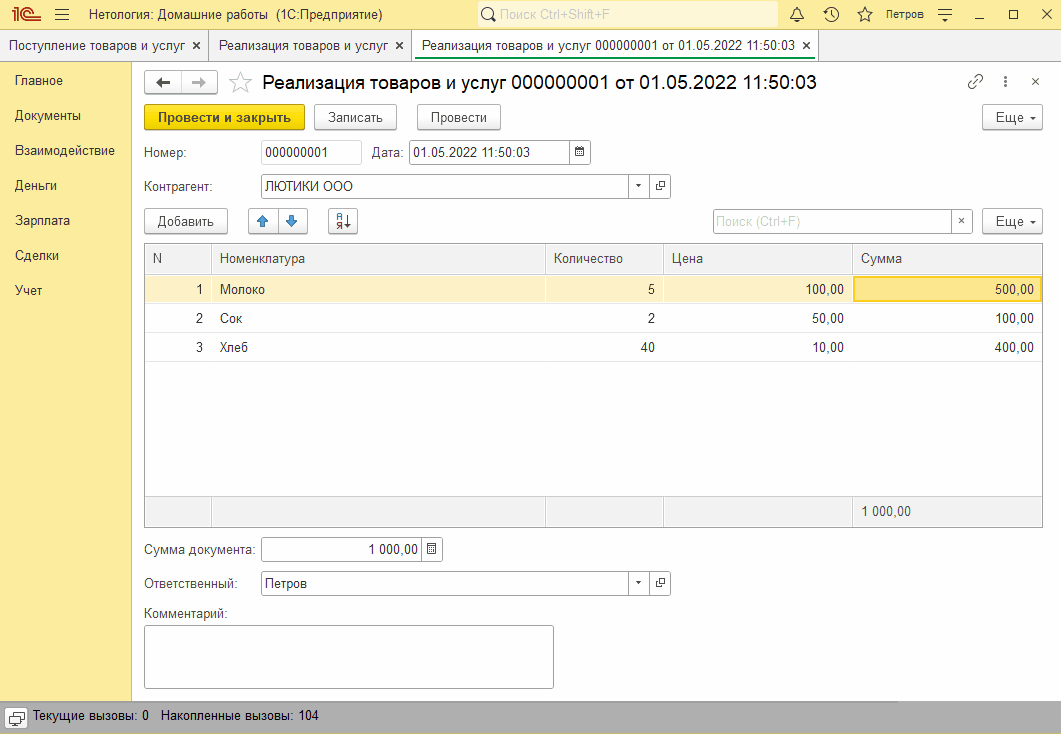 1С Нетология: Домашние работы (1С:Предприятие) Поиск Ctrl+Shift+F Петров
Поступление товаров и услуг × Реализация товаров и услуг × Реализация товаров и услуг 000000001 от 01.05.2022 11:50:03 ×
Главное
Документы
Взаимодействие
Деньги
Зарплата
Сделки
Учет
Реализация товаров и услуг 000000001 от 01.05.2022 11:50:03
Провести и закрыть Записать Провести Еще
Номер: 000000001 Дата: 01.05.2022 11:50:03
Контрагент: ЛЮТИКИ ООО
Добавить Поиск (Ctrl+F) × Еще
N Номенклатура Количество Цена Сумма
1 Молоко 5 100,00 500,00
2 Сок 2 50,00 100,00
3 Хлеб 40 10,00 400,00
1 000,00
Сумма документа: 1 000,00
Ответственный: Петров
Комментарий:
Текущие вызовы: 0 Накопленные вызовы: 104